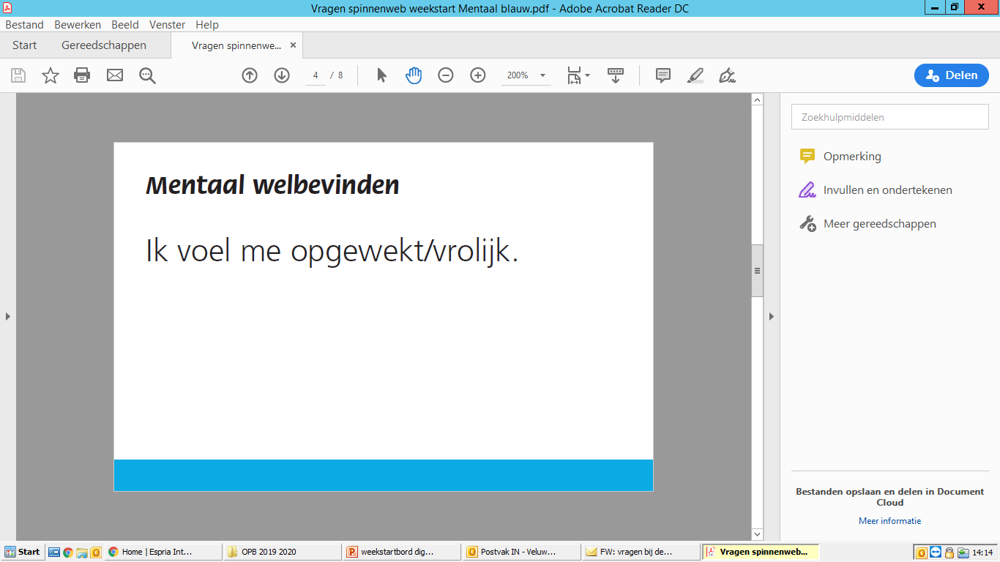 Vragen spinnenweb weekstart Mentaal blauw.pdf - Adobe Acrobat Reader DC
Bestand Bewerken Beeld Venster Help
Start Gereedschappen Vragen spinnenwe... ×
4 / 8 200% Delen
Zoekhulpmiddelen
Opmerking
Invullen en ondertekenen
Meer gereedschappen
Mentaal welbevinden
Ik voel me opgewekt/vrolijk.
Bestanden opslaan en delen in Document
Cloud
Meer informatie
Start Home | Espria Int... OPB 2019 2020 weekstartbord dig... Postvak IN - Veluw... FW: vragen bij de... Vragen spinnenweb... 14:14